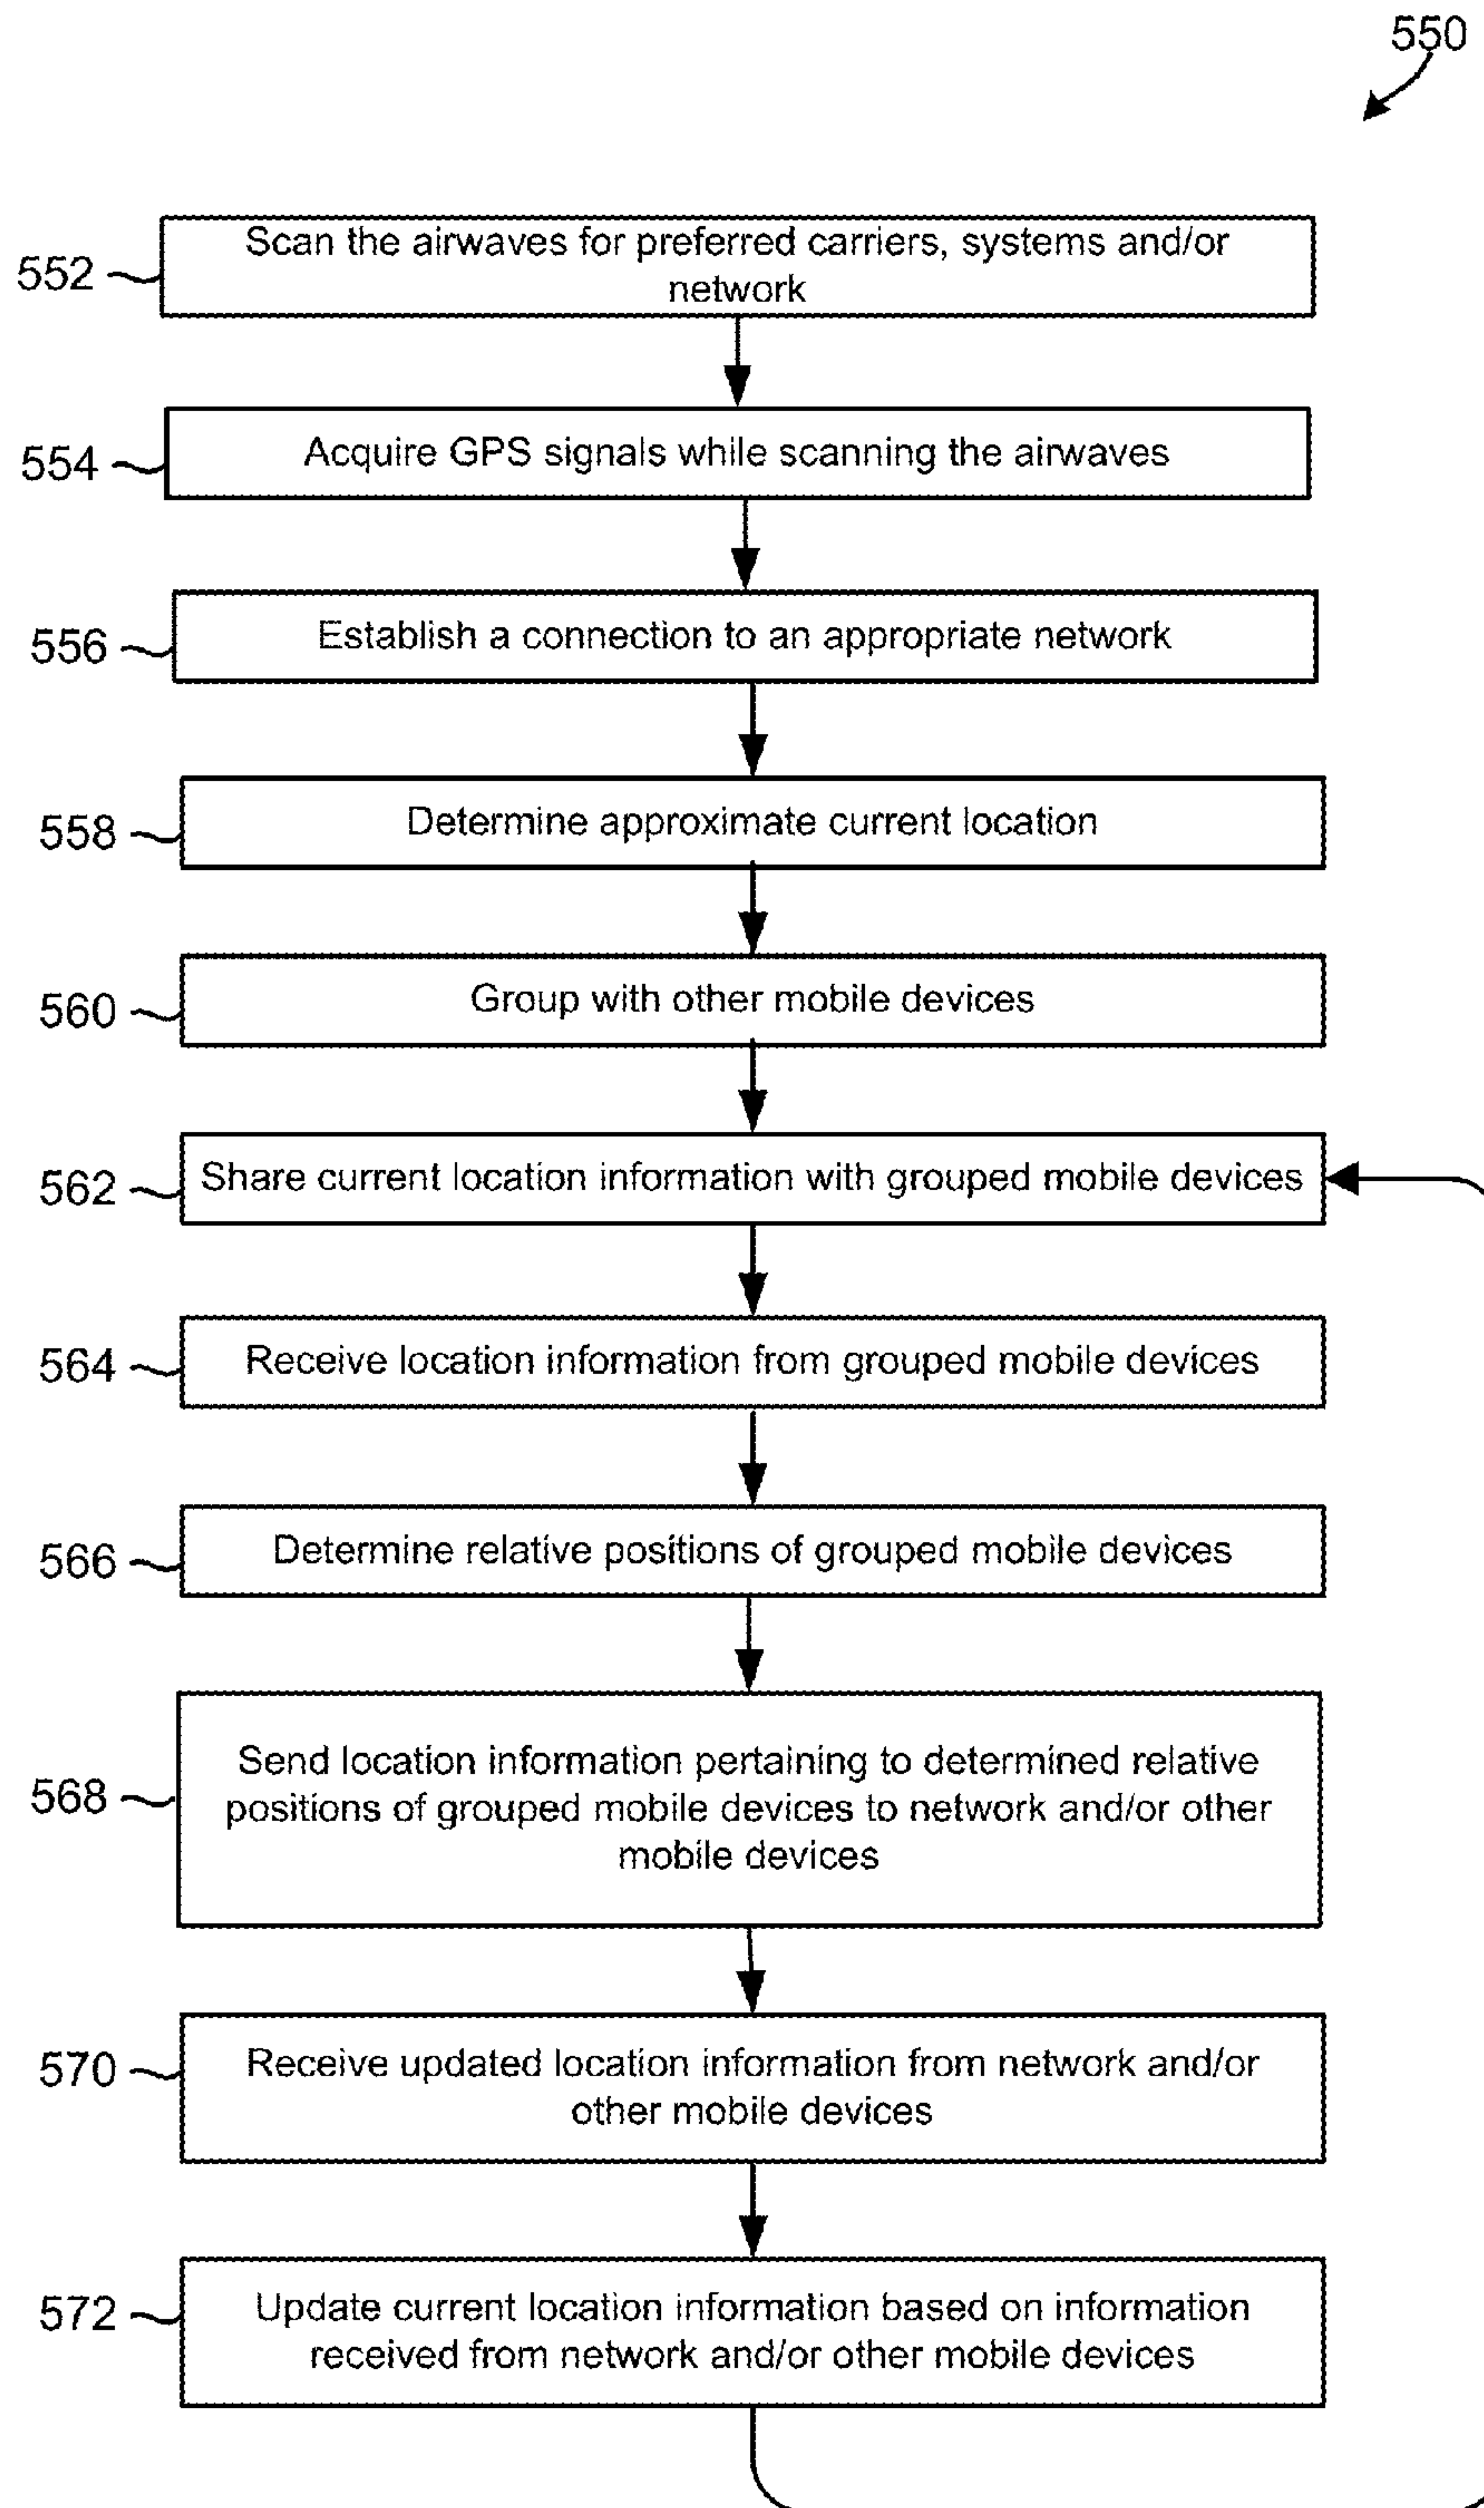 550
552
Scan the airwaves for preferred carriers, systems and/or
network
554
Acquire GPS signals while scanning the airwaves
556
Establish a connection to an appropriate network
558
Determine approximate current location
560
Group with other mobile devices
562
Share current location information with grouped mobile devices
564
Receive location information from grouped mobile devices
566
Determine relative positions of grouped mobile devices
568
Send location information pertaining to determined relative
positions of grouped mobile devices to network and/or other
mobile devices
570
Receive updated location information from network and/or
other mobile devices
572
Update current location information based on information
received from network and/or other mobile devices